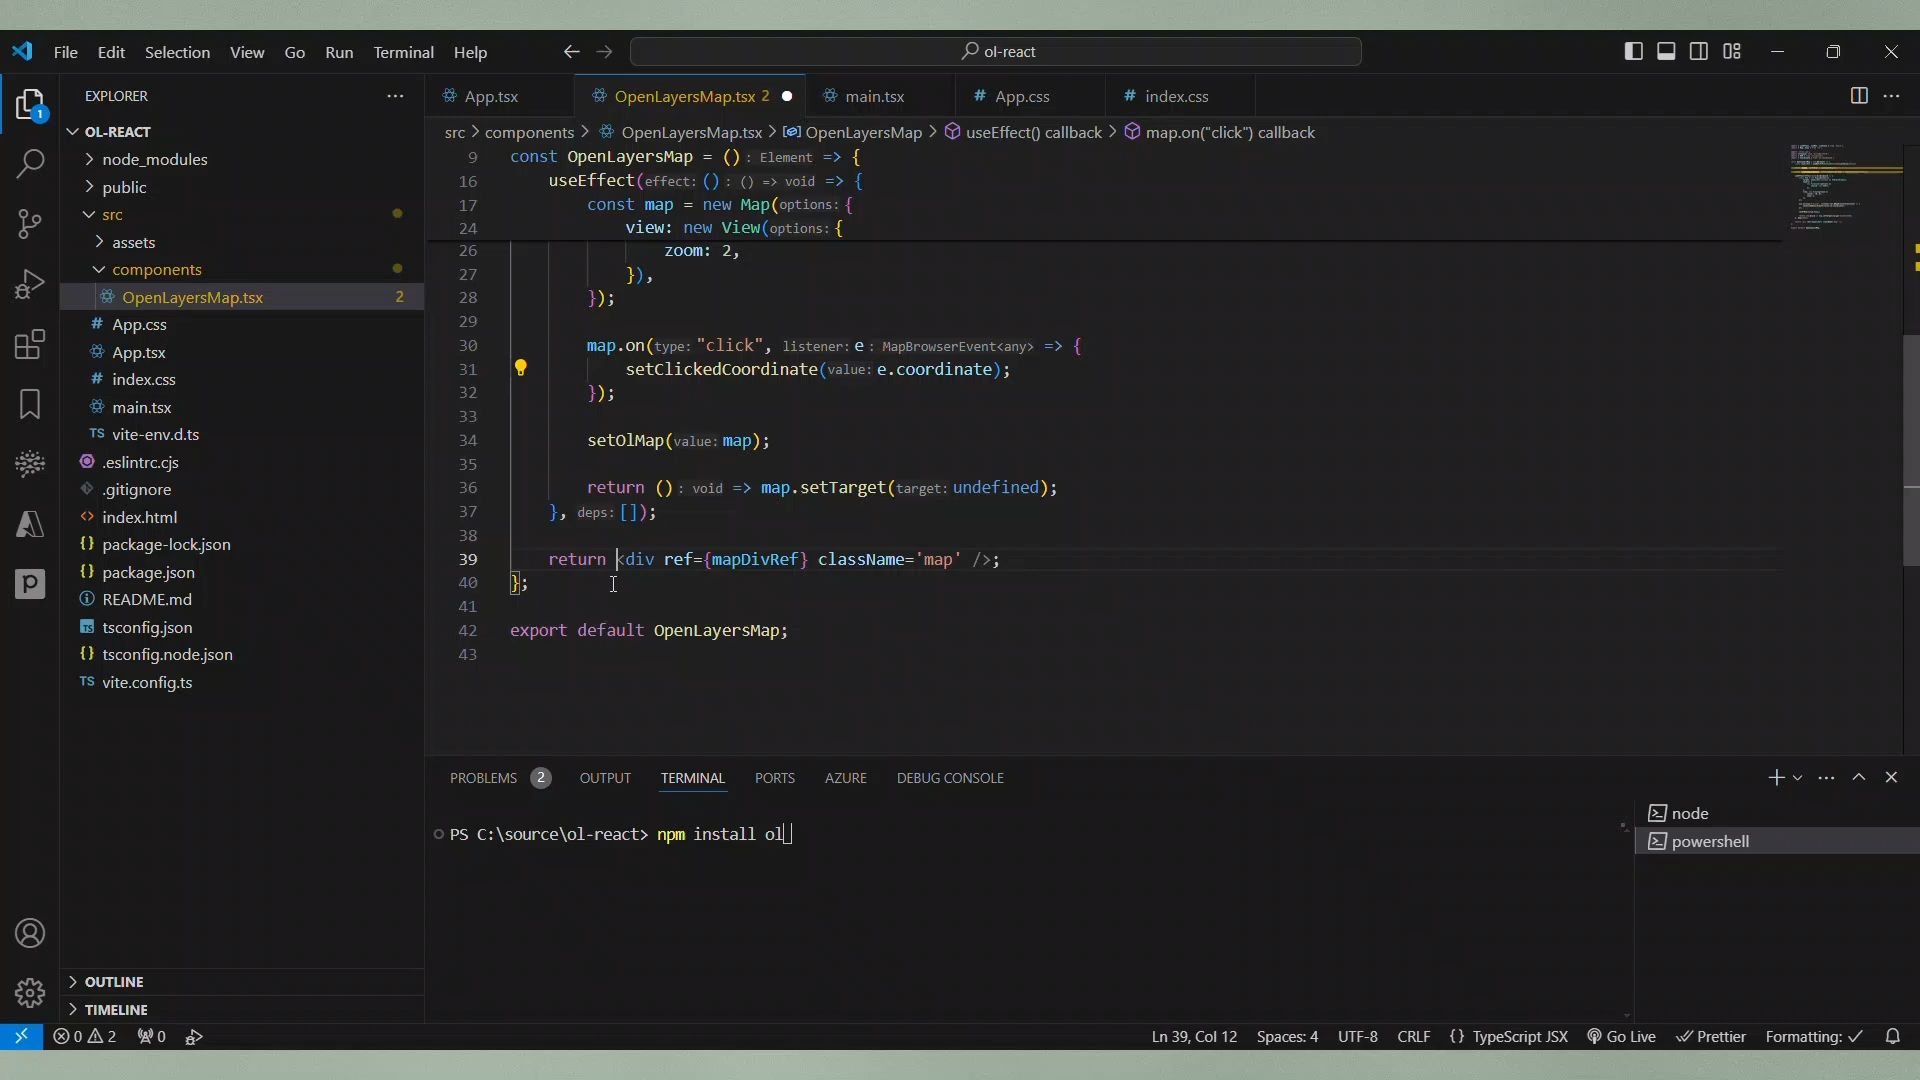 File Edit Selection View Go Run Terminal Help
ol-react
EXPLORER
OL-REACT
node_modules
public
src
assets
components
OpenLayersMap.tsx 2
# App.css
App.tsx
# index.css
main.tsx
TS vite-env.d.ts
.eslintrc.cjs
.gitignore
<> index.html
{} package-lock.json
{} package.json
README.md
TS tsconfig.json
{} tsconfig.node.json
TS vite.config.ts
OUTLINE
TIMELINE
1
App.tsx OpenLayersMap.tsx 2 main.tsx # App.css # index.css
src > components > OpenLayersMap.tsx > OpenLayersMap > useEffect() callback > map.on("click") callback
9 const OpenLayersMap = () : Element => {
16 useEffect(effect: () : () => void => {
17 const map = new Map(options: {
24 view: new View(options: {
26 zoom: 2,
27 }),
28 });
29
30 map.on(type: "click", listener: e : MapBrowserEvent<any> => {
31 setClickedCoordinate(value: e.coordinate);
32 });
33
34 setOlMap(value: map);
35
36 return () : void => map.setTarget(target: undefined);
37 }, deps: []);
38
39 return <div ref={mapDivRef} className='map' />;
40 };
41
42 export default OpenLayersMap;
43
PROBLEMS 2 OUTPUT TERMINAL PORTS AZURE DEBUG CONSOLE
PS C:\source\ol-react> npm install ol
node
powershell
0 2 0
Ln 39, Col 12 Spaces: 4 UTF-8 CRLF {} TypeScript JSX Go Live Prettier Formatting: ✓